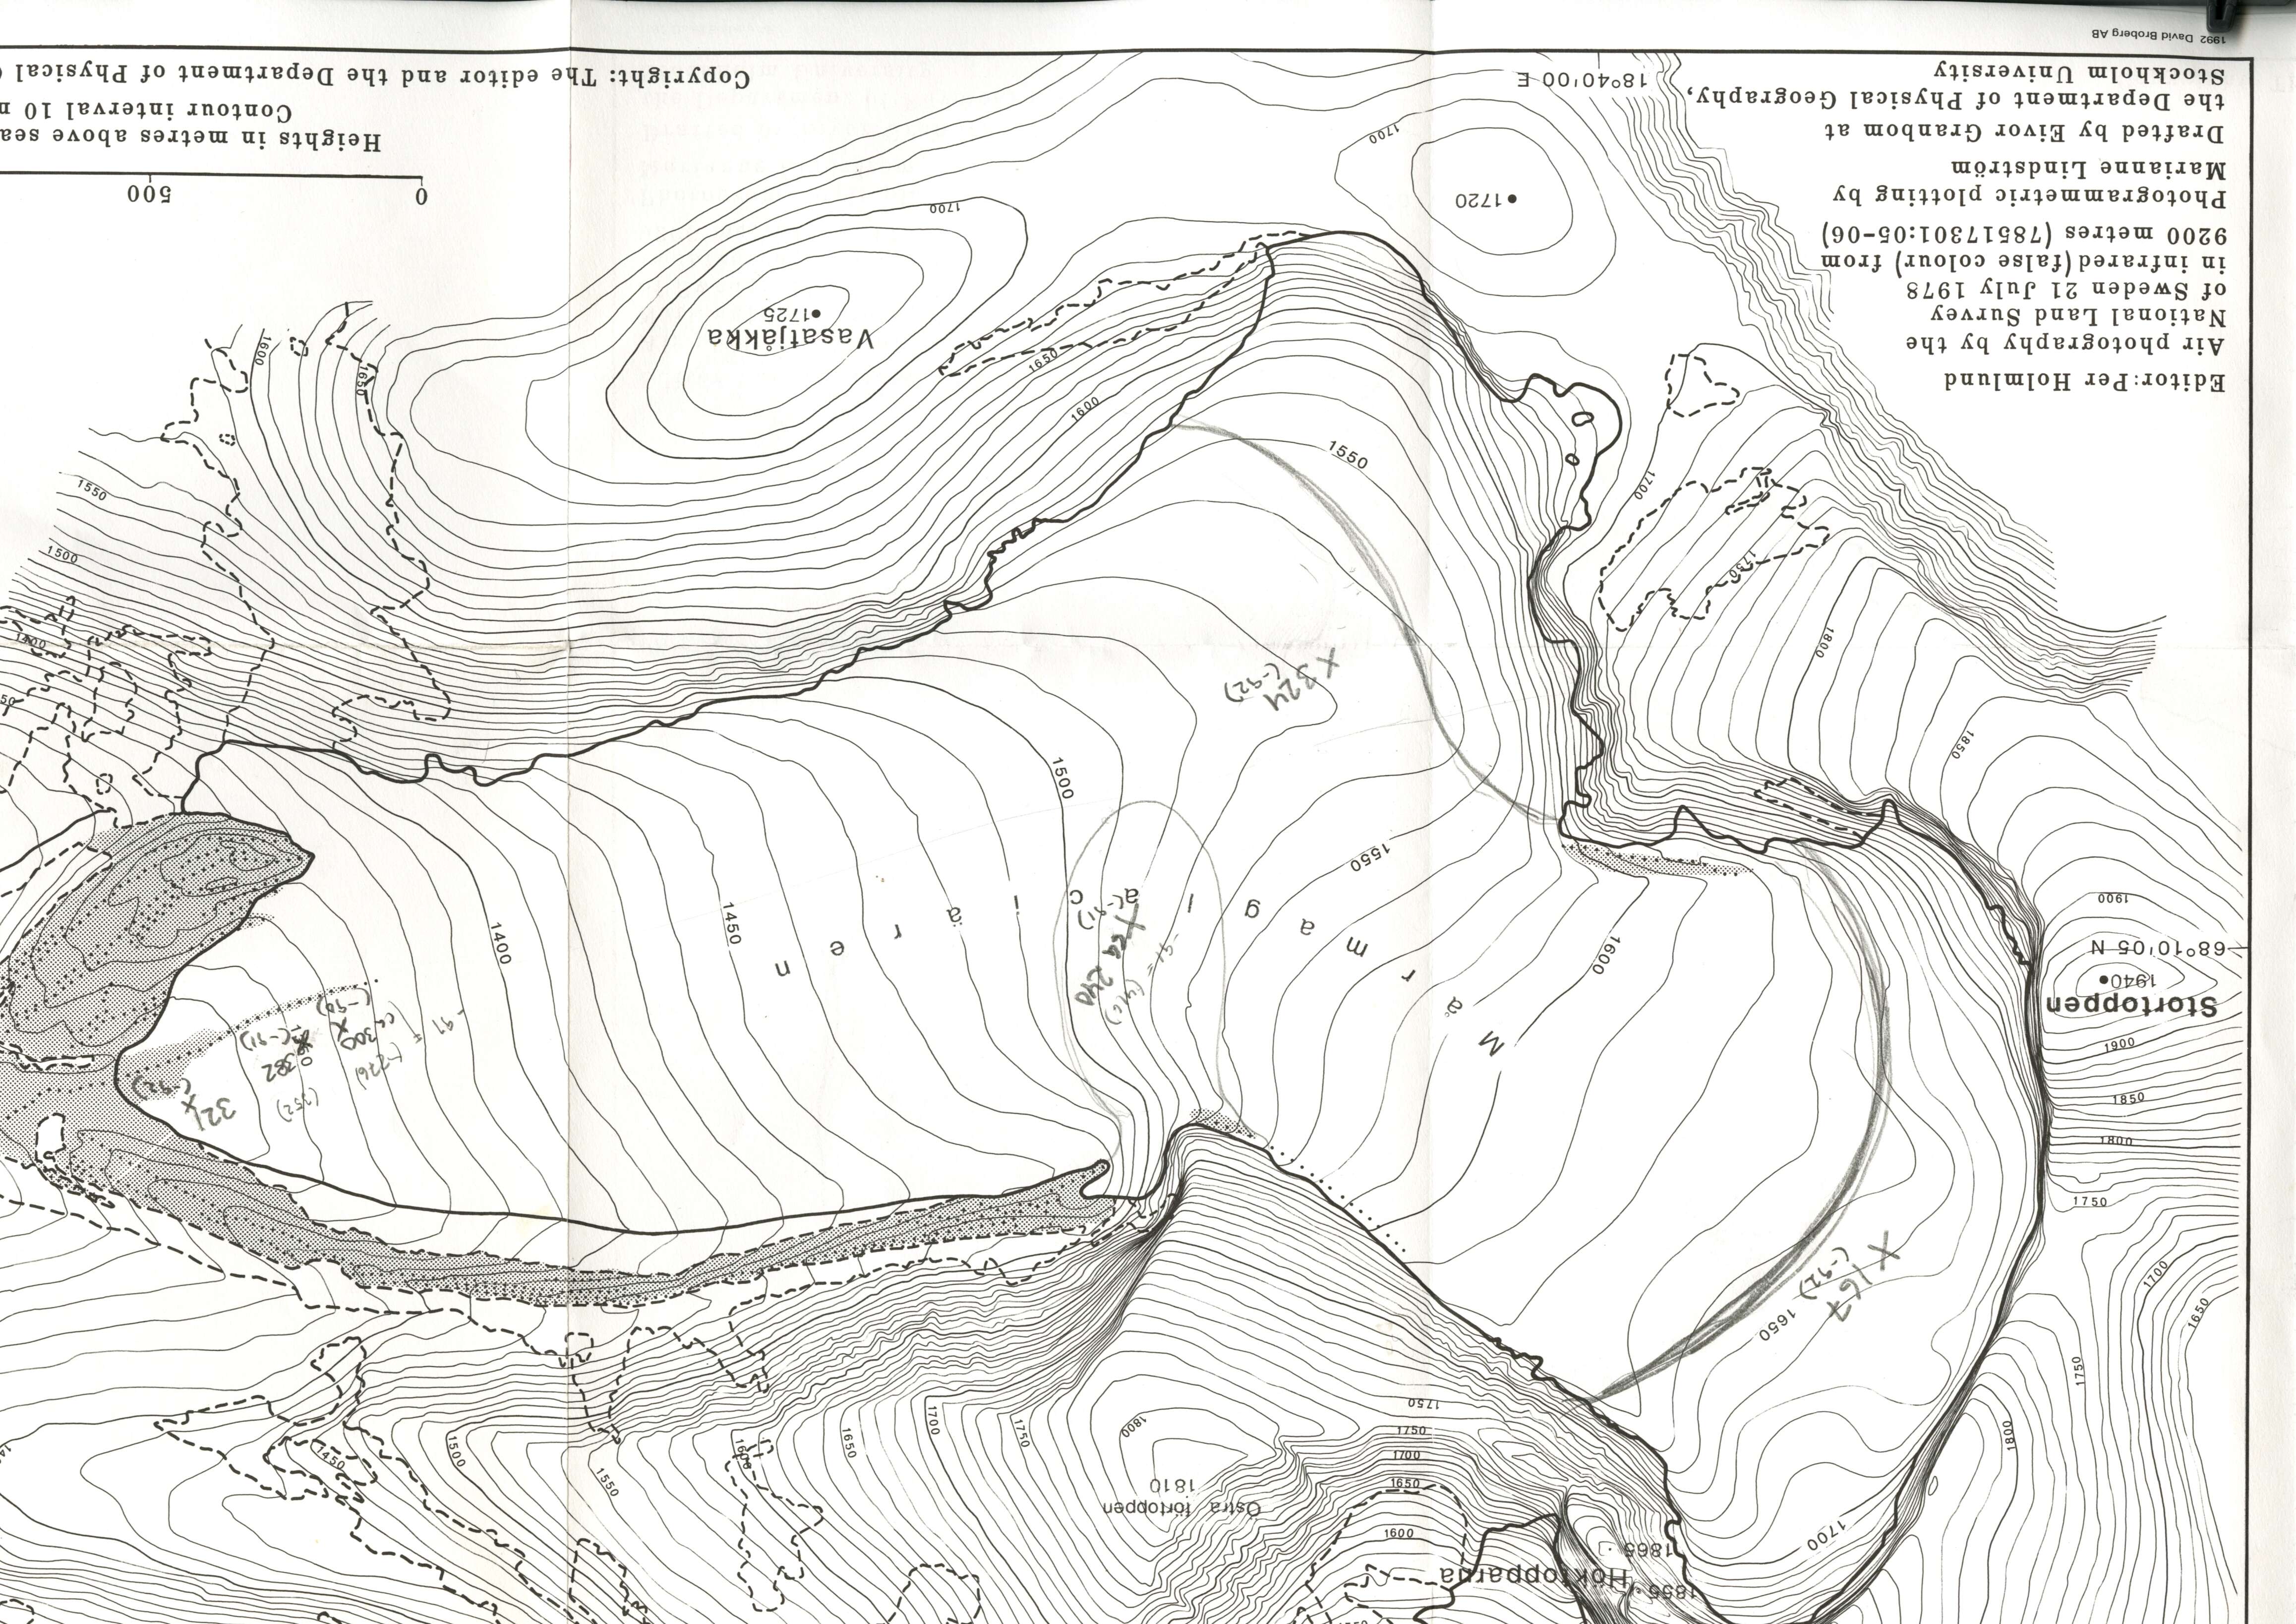 1855
Höktopparna
1865
1700
1600
Östra förtoppen
1810
1650
1700
1750
1750
1800
1750
1700
1650
1600
1550
1500
1450
1800
1750
1650
1700
X 167
(-92)
1650
1750
1800
1850
1900
Stortoppen
1940
68°10'05 N
1900
1600
Marmaglaciären
a
1550
-91= (416)
X ca 240
(-91)
1500
1450
1400
-91 = (-276)
ca 300
X
(-90)
(352)
X 382
(-91)
324
X
(-92)
X 324
(-92)
1850
1800
1750
1700
1550
1600
1650
Vasatjåkka
1725
1700
1720
1700
1500
1550
1650
1600
Editor: Per Holmlund
Air photography by the
National Land Survey
of Sweden 21 July 1978
in infrared (false colour) from
9200 metres (78517301:05-06)
Photogrammetric plotting by
Marianne Lindström
Drafted by Eivor Granbom at
the Department of Physical Geography,
Stockholm University
18°40'00 E
0 500
Heights in metres above sea
Contour interval 10 m
Copyright: The editor and the Department of Physical
1992 David Broberg AB